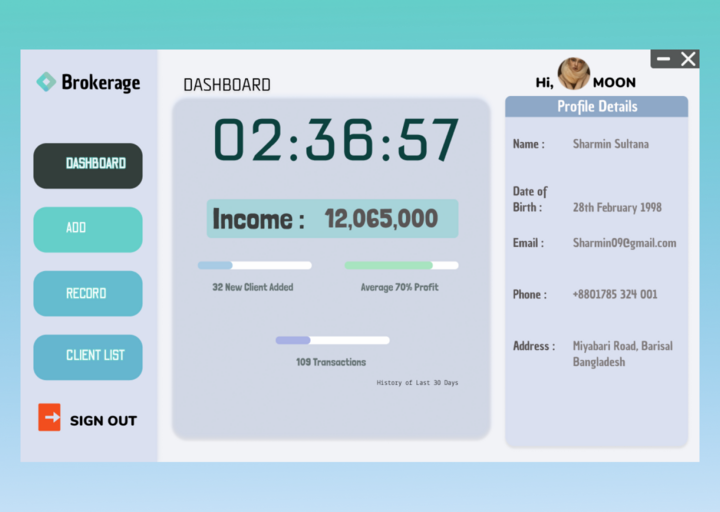 Brokerage
DASHBOARD
ADD
RECORD
CLIENT LIST
SIGN OUT
DASHBOARD
02:36:57
Income : 12,065,000
32 New Client Added
Average 70% Profit
109 Transactions
History of Last 30 Days
Hi, MOON
Profile Details
Name : Sharmin Sultana
Date of
Birth : 28th February 1998
Email : Sharmin09@gmail.com
Phone : +8801785 324 001
Address : Miyabari Road, Barisal
Bangladesh